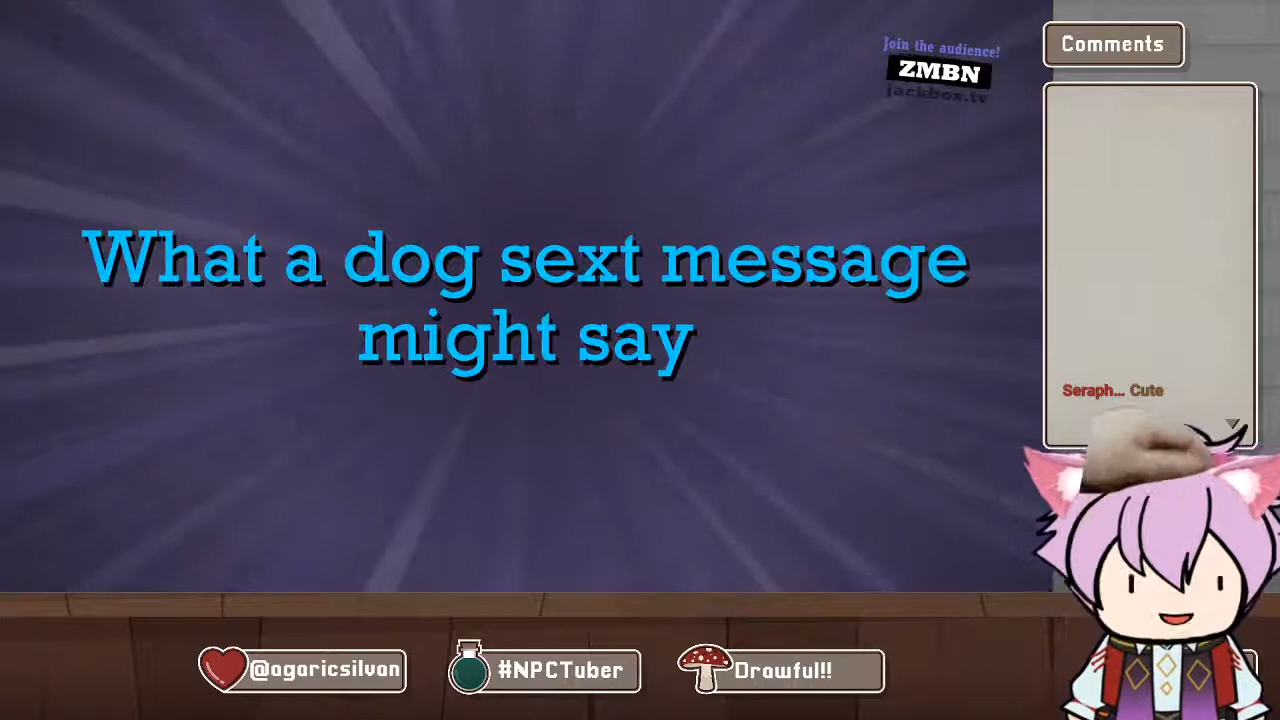 Join the audience!
ZMBN
jackbox.tv
Comments
What a dog sext message
might say
Seraph... Cute
@agaricsilvan
#NPCTuber
Drawful!!